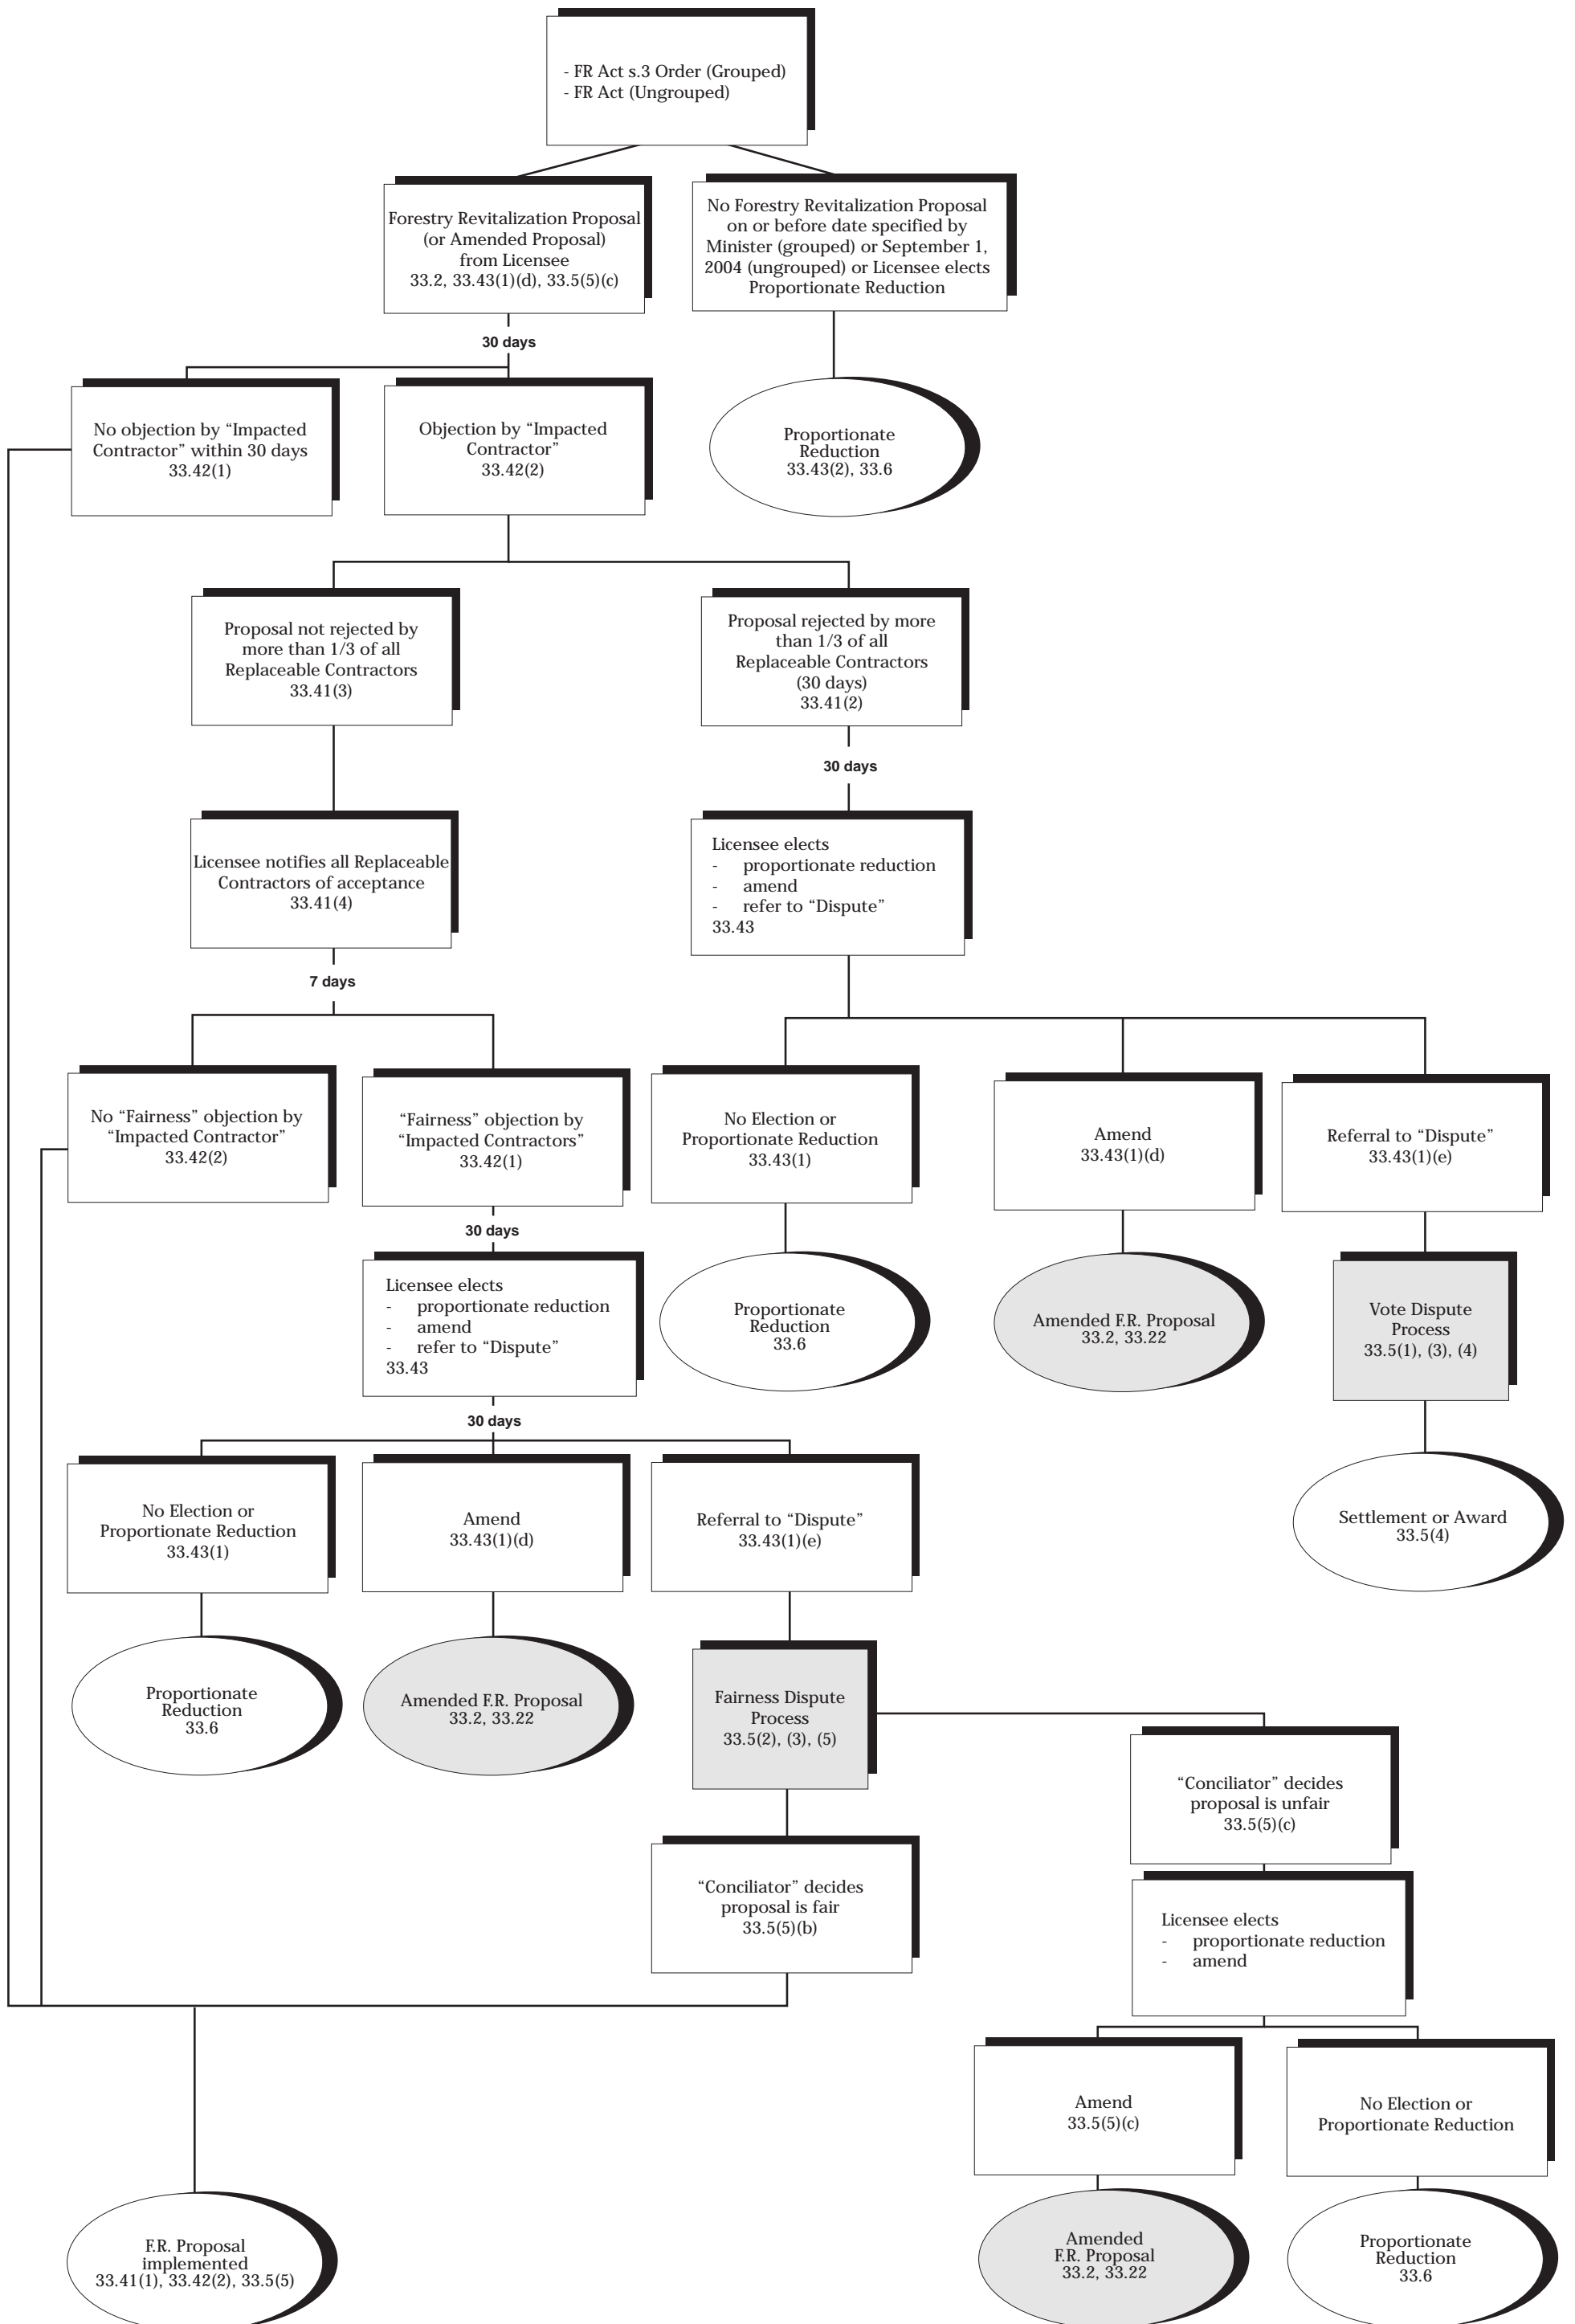 - FR Act s.3 Order (Grouped)
- FR Act (Ungrouped)
Forestry Revitalization Proposal
(or Amended Proposal)
from Licensee
33.2, 33.43(1)(d), 33.5(5)(c)
No Forestry Revitalization Proposal
on or before date specified by
Minister (grouped) or September 1,
2004 (ungrouped) or Licensee elects
Proportionate Reduction
30 days
No objection by “Impacted
Contractor” within 30 days
33.42(1)
Objection by “Impacted
Contractor”
33.42(2)
Proportionate
Reduction
33.43(2), 33.6
Proposal not rejected by
more than 1/3 of all
Replaceable Contractors
33.41(3)
Proposal rejected by more
than 1/3 of all
Replaceable Contractors
(30 days)
33.41(2)
30 days
Licensee notifies all Replaceable
Contractors of acceptance
33.41(4)
Licensee elects
- proportionate reduction
- amend
- refer to “Dispute”
33.43
7 days
No “Fairness” objection by
“Impacted Contractor”
33.42(2)
“Fairness” objection by
“Impacted Contractors”
33.42(1)
No Election or
Proportionate Reduction
33.43(1)
Amend
33.43(1)(d)
Referral to “Dispute”
33.43(1)(e)
30 days
Licensee elects
- proportionate reduction
- amend
- refer to “Dispute”
33.43
Proportionate
Reduction
33.6
Amended F.R. Proposal
33.2, 33.22
Vote Dispute
Process
33.5(1), (3), (4)
30 days
No Election or
Proportionate Reduction
33.43(1)
Amend
33.43(1)(d)
Referral to “Dispute”
33.43(1)(e)
Settlement or Award
33.5(4)
Proportionate
Reduction
33.6
Amended F.R. Proposal
33.2, 33.22
Fairness Dispute
Process
33.5(2), (3), (5)
“Conciliator” decides
proposal is unfair
33.5(5)(c)
“Conciliator” decides
proposal is fair
33.5(5)(b)
Licensee elects
- proportionate reduction
- amend
Amend
33.5(5)(c)
No Election or
Proportionate Reduction
F.R. Proposal
implemented
33.41(1), 33.42(2), 33.5(5)
Amended
F.R. Proposal
33.2, 33.22
Proportionate
Reduction
33.6